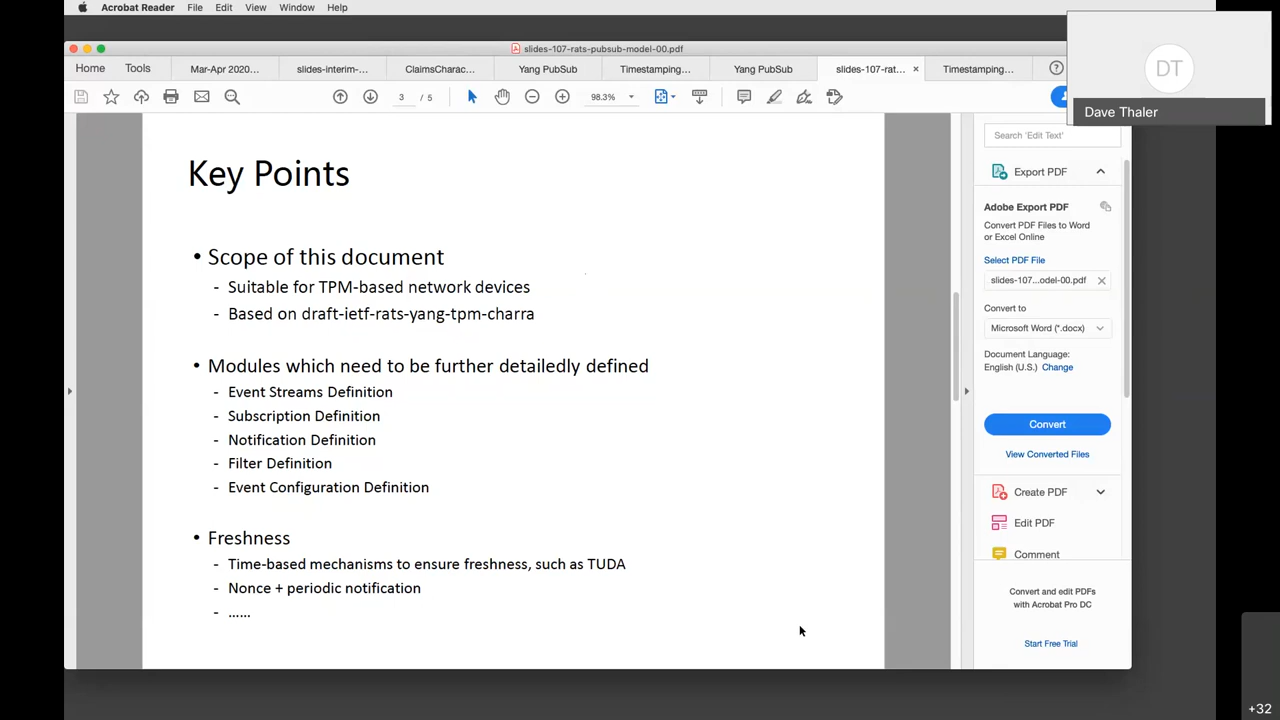 Acrobat Reader File Edit View Window Help
slides-107-rats-pubsub-model-00.pdf
Home Tools Mar-Apr 2020... slides-interim-... ClaimsCharac... Yang PubSub Timestamping... Yang PubSub slides-107-rat... × Timestamping...
3 / 5 98.3%
DT
Dave Thaler
Key Points
• Scope of this document
- Suitable for TPM-based network devices
- Based on draft-ietf-rats-yang-tpm-charra
• Modules which need to be further detailedly defined
- Event Streams Definition
- Subscription Definition
- Notification Definition
- Filter Definition
- Event Configuration Definition
• Freshness
- Time-based mechanisms to ensure freshness, such as TUDA
- Nonce + periodic notification
- ......
Search 'Edit Text'
Export PDF
Adobe Export PDF
Convert PDF Files to Word
or Excel Online
Select PDF File
slides-107...odel-00.pdf
Convert to
Microsoft Word (*.docx)
Document Language:
English (U.S.) Change
Convert
View Converted Files
Create PDF
Edit PDF
Comment
Convert and edit PDFs
with Acrobat Pro DC
Start Free Trial
+32